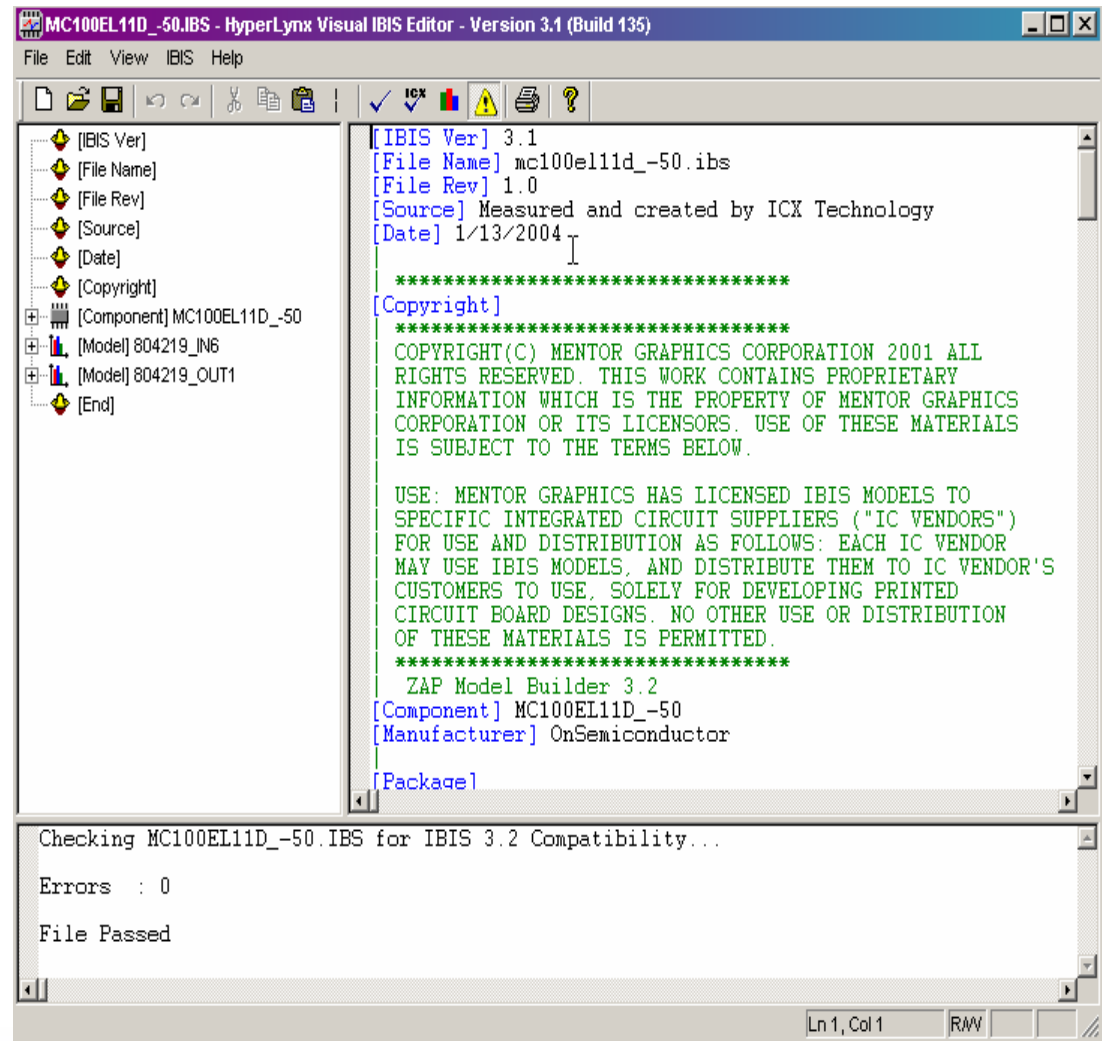 MC100EL11D_-50.IBS - HyperLynx Visual IBIS Editor - Version 3.1 (Build 135)
File Edit View IBIS Help
ICX
[IBIS Ver]
[File Name]
[File Rev]
[Source]
[Date]
[Copyright]
[Component] MC100EL11D_-50
[Model] 804219_IN6
[Model] 804219_OUT1
[End]
[IBIS Ver] 3.1
[File Name] mc100el11d_-50.ibs
[File Rev] 1.0
[Source] Measured and created by ICX Technology
[Date] 1/13/2004
|
| *********************************
[Copyright]
| *********************************
| COPYRIGHT(C) MENTOR GRAPHICS CORPORATION 2001 ALL
| RIGHTS RESERVED. THIS WORK CONTAINS PROPRIETARY
| INFORMATION WHICH IS THE PROPERTY OF MENTOR GRAPHICS
| CORPORATION OR ITS LICENSORS. USE OF THESE MATERIALS
| IS SUBJECT TO THE TERMS BELOW.
|
| USE: MENTOR GRAPHICS HAS LICENSED IBIS MODELS TO
| SPECIFIC INTEGRATED CIRCUIT SUPPLIERS ("IC VENDORS")
| FOR USE AND DISTRIBUTION AS FOLLOWS: EACH IC VENDOR
| MAY USE IBIS MODELS, AND DISTRIBUTE THEM TO IC VENDOR'S
| CUSTOMERS TO USE, SOLELY FOR DEVELOPING PRINTED
| CIRCUIT BOARD DESIGNS. NO OTHER USE OR DISTRIBUTION
| OF THESE MATERIALS IS PERMITTED.
| *********************************
| ZAP Model Builder 3.2
[Component] MC100EL11D_-50
[Manufacturer] OnSemiconductor
|
[Package]
Checking MC100EL11D_-50.IBS for IBIS 3.2 Compatibility...
Errors : 0
File Passed
Ln 1, Col 1 R/W